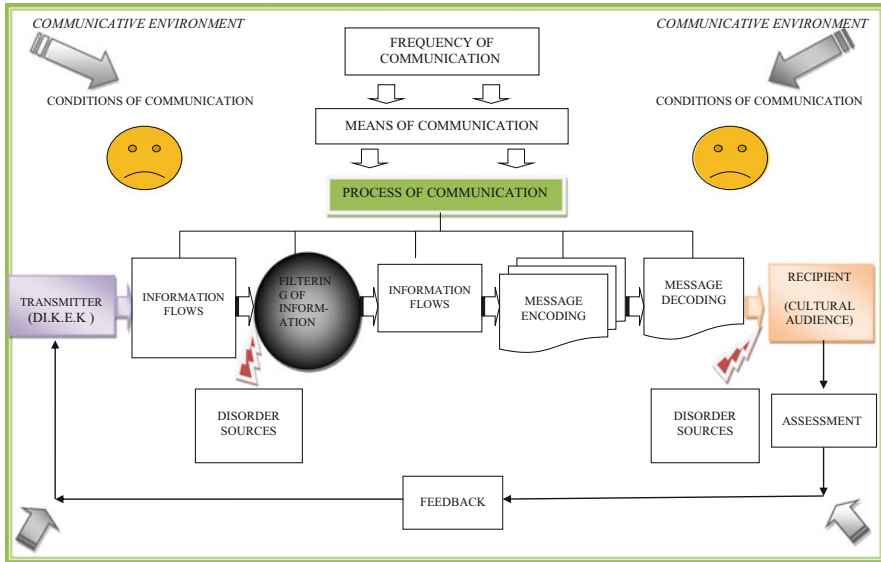 COMMUNICATIVE ENVIRONMENT
COMMUNICATIVE ENVIRONMENT
FREQUENCY OF
COMMUNICATION
CONDITIONS OF COMMUNICATION
CONDITIONS OF COMMUNICATION
MEANS OF COMMUNICATION
PROCESS OF COMMUNICATION
TRANSMITTER
(DI.K.E.K )
INFORMATION
FLOWS
FILTERIN
G OF
INFORM-
ATION
INFORMATION
FLOWS
MESSAGE
ENCODING
MESSAGE
DECODING
RECIPIENT
(CULTURAL
AUDIENCE)
DISORDER
SOURCES
DISORDER
SOURCES
ASSESSMENT
FEEDBACK